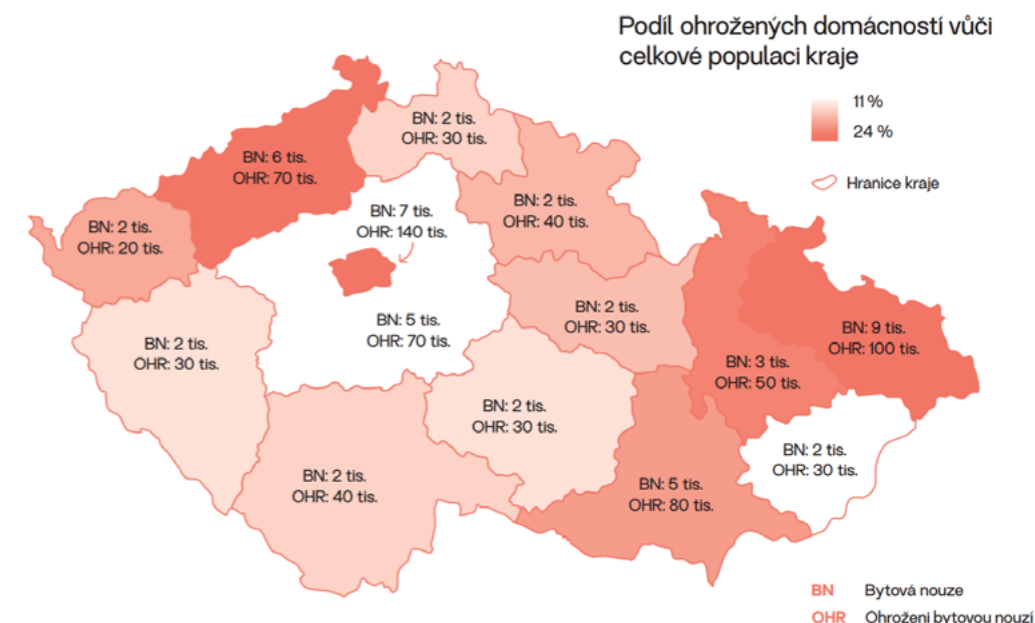 Podíl ohrožených domácností vůči
celkové populaci kraje
11 %
24 %
Hranice kraje
BN: 2 tis.
OHR: 30 tis.
BN: 6 tis.
OHR: 70 tis.
BN: 2 tis.
OHR: 40 tis.
BN: 7 tis.
OHR: 140 tis.
BN: 2 tis.
OHR: 20 tis.
BN: 2 tis.
OHR: 30 tis.
BN: 5 tis.
OHR: 70 tis.
BN: 9 tis.
OHR: 100 tis.
BN: 2 tis.
OHR: 30 tis.
BN: 3 tis.
OHR: 50 tis.
BN: 2 tis.
OHR: 30 tis.
BN: 2 tis.
OHR: 30 tis.
BN: 2 tis.
OHR: 40 tis.
BN: 5 tis.
OHR: 80 tis.
BN Bytová nouze
OHR Ohroženi bytovou nouzí